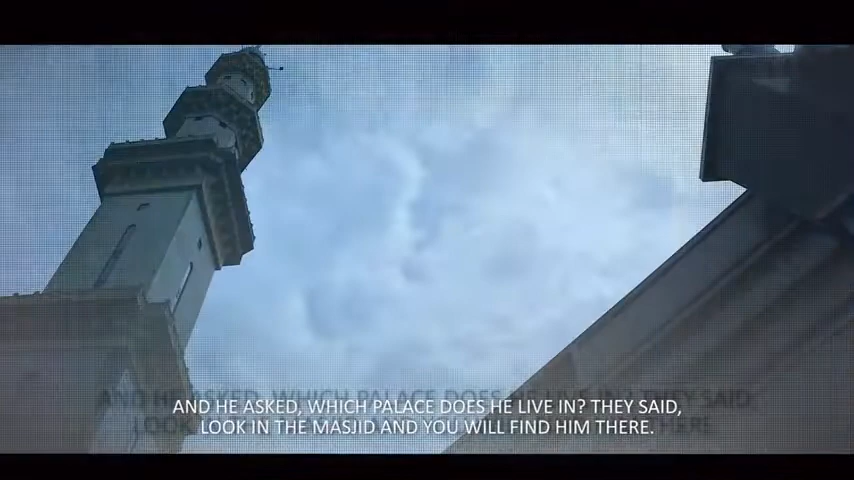 AND HE ASKED, WHICH PALACE DOES HE LIVE IN? THEY SAID,
LOOK IN THE MASJID AND YOU WILL FIND HIM THERE.